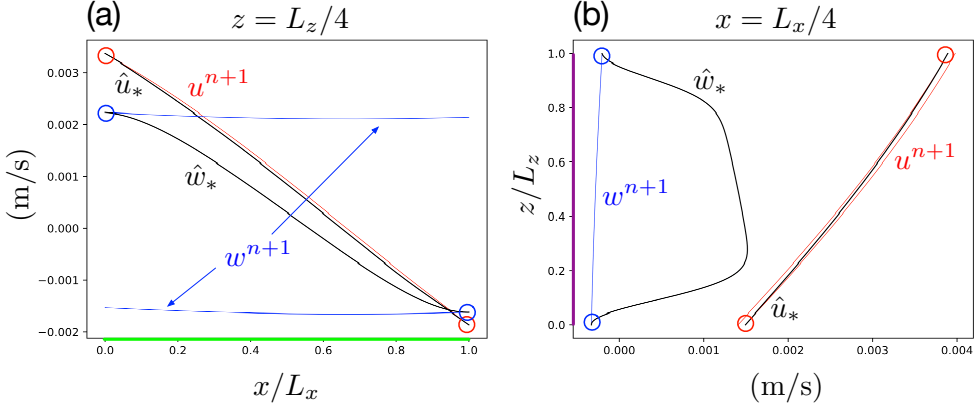 (a)
z = L_z/4
(m/s)
0.003
0.002
0.001
0.000
−0.001
−0.002
û_*
u^{n+1}
ŵ_*
w^{n+1}
0.0 0.2 0.4 0.6 0.8 1.0
x/L_x
(b)
x = L_x/4
z/L_z
1.0
0.8
0.6
0.4
0.2
0.0
ŵ_*
w^{n+1}
u^{n+1}
û_*
0.000 0.001 0.002 0.003 0.004
(m/s)